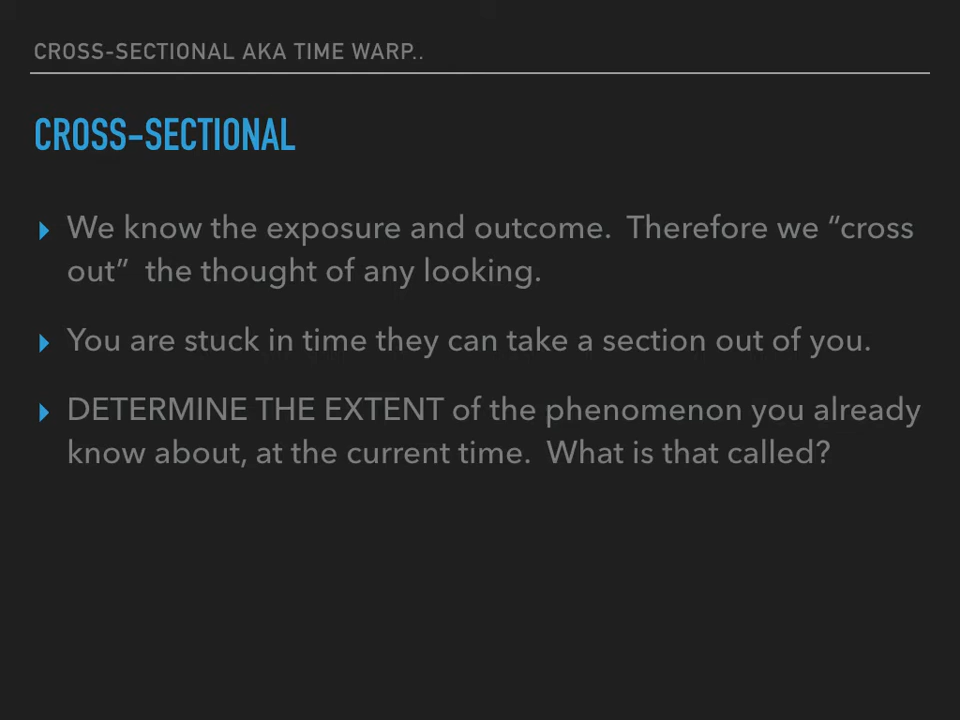 CROSS-SECTIONAL AKA TIME WARP..
CROSS-SECTIONAL
We know the exposure and outcome.  Therefore we “cross
out”  the thought of any looking.
You are stuck in time they can take a section out of you.
DETERMINE THE EXTENT of the phenomenon you already
know about, at the current time.  What is that called?